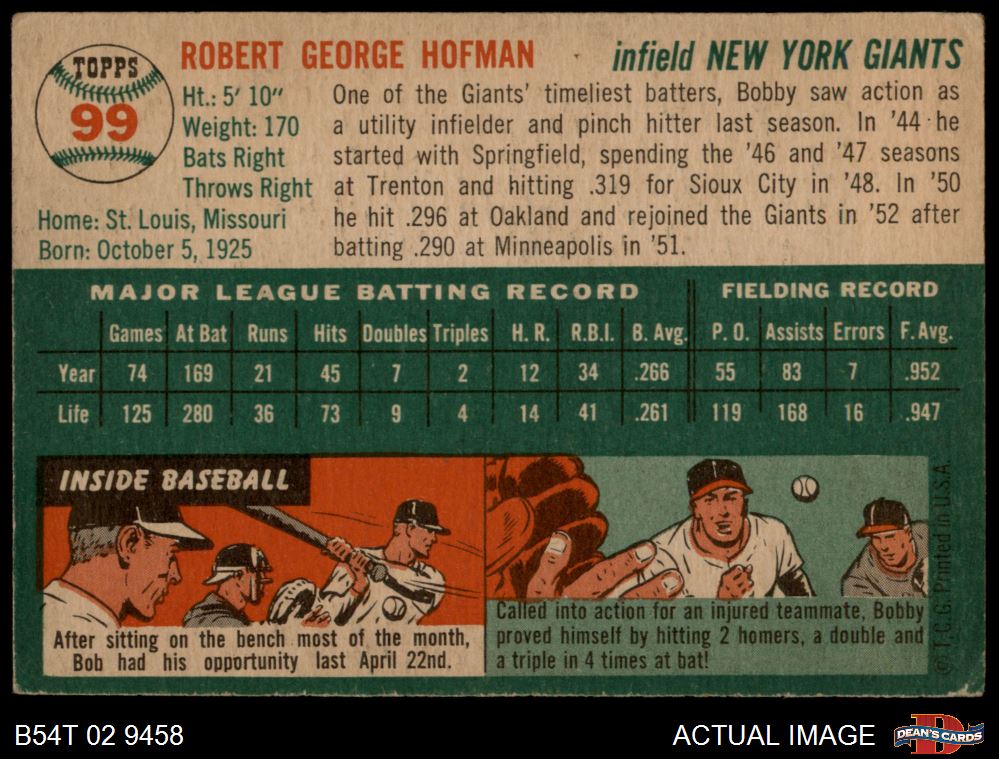 TOPPS
99
ROBERT GEORGE HOFMAN
infield NEW YORK GIANTS
Ht.: 5' 10"
Weight: 170
Bats Right
Throws Right
Home: St. Louis, Missouri
Born: October 5, 1925
One of the Giants' timeliest batters, Bobby saw action as
a utility infielder and pinch hitter last season. In '44 he
started with Springfield, spending the '46 and '47 seasons
at Trenton and hitting .319 for Sioux City in '48. In '50
he hit .296 at Oakland and rejoined the Giants in '52 after
batting .290 at Minneapolis in '51.
MAJOR LEAGUE BATTING RECORD FIELDING RECORD
Games At Bat Runs Hits Doubles Triples H. R. R.B.I. B. Avg. P. O. Assists Errors F. Avg.
Year 74 169 21 45 7 2 12 34 .266 55 83 7 .952
Life 125 280 36 73 9 4 14 41 .261 119 168 16 .947
INSIDE BASEBALL
After sitting on the bench most of the month,
Bob had his opportunity last April 22nd.
Called into action for an injured teammate, Bobby
proved himself by hitting 2 homers, a double and
a triple in 4 times at bat!
© T.C.G. Printed in U.S.A.
B54T 02 9458
ACTUAL IMAGE
DEAN'S CARDS